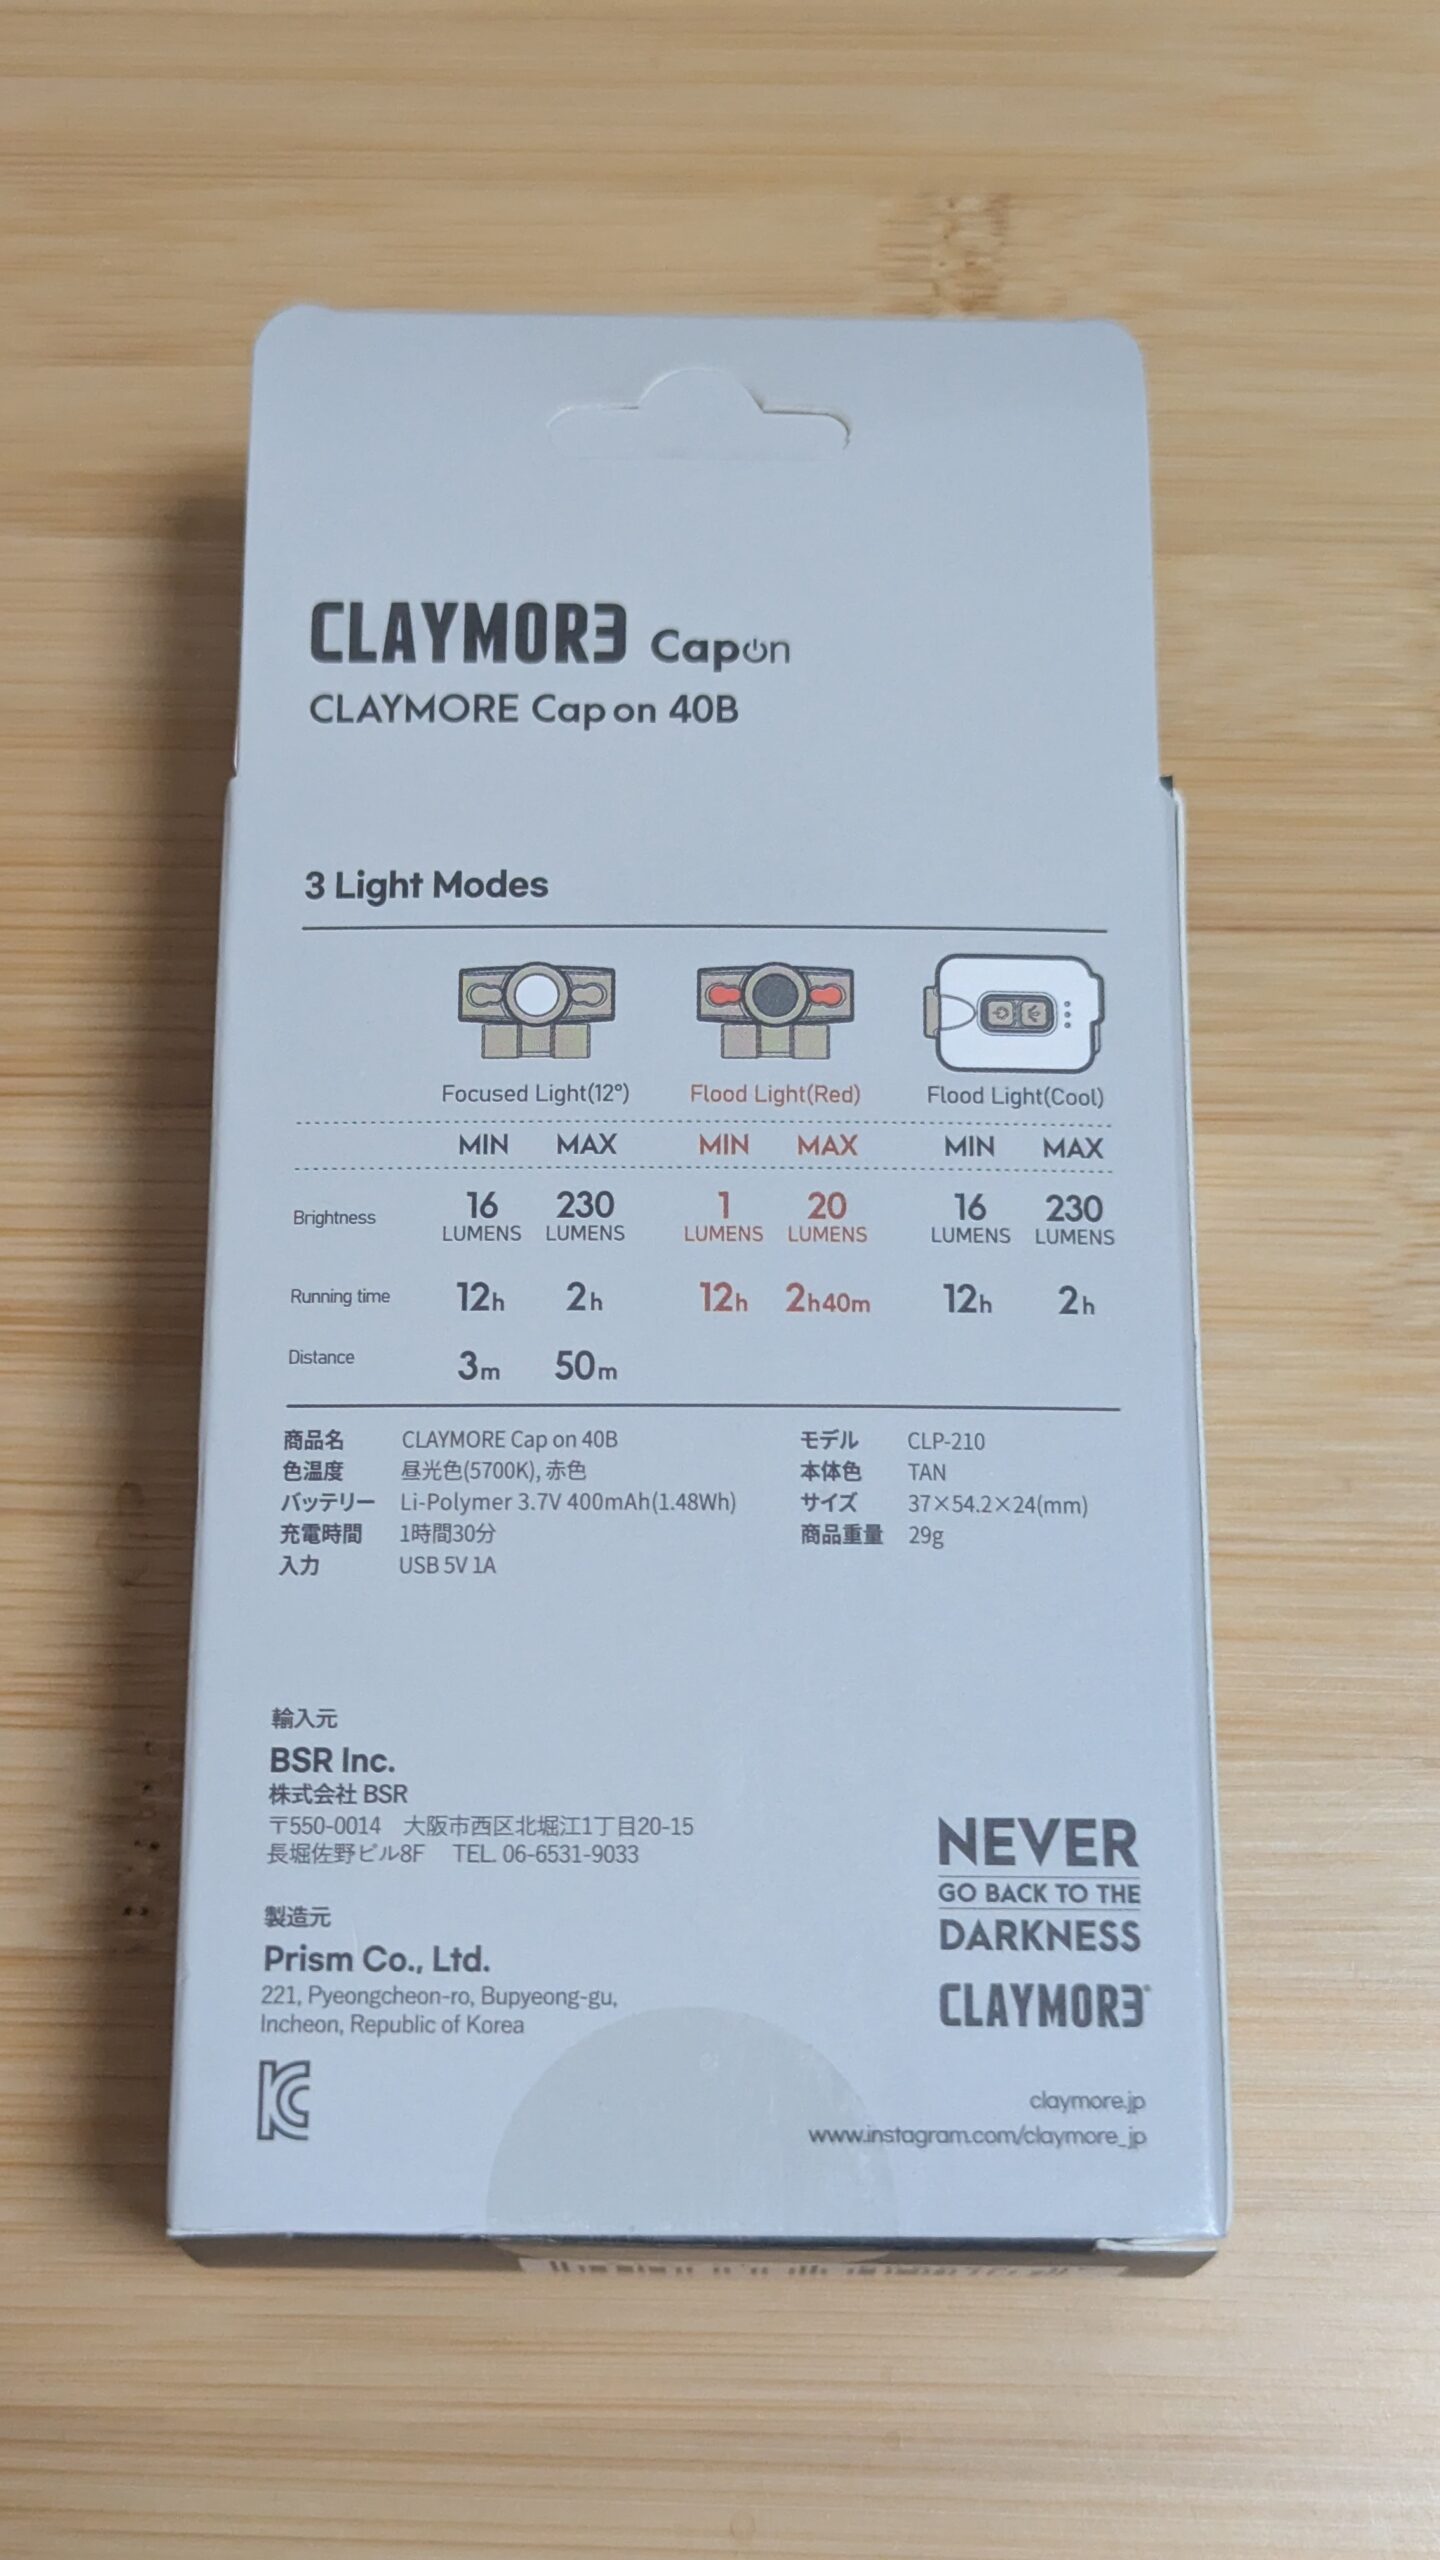 CLAYMORE Capon
CLAYMORE Cap on 40B
3 Light Modes
Focused Light(12°) Flood Light(Red) Flood Light(Cool)
MIN MAX MIN MAX MIN MAX
Brightness 16 LUMENS 230 LUMENS 1 LUMENS 20 LUMENS 16 LUMENS 230 LUMENS
Running time 12h 2h 12h 2h40m 12h 2h
Distance 3m 50m
商品名 CLAYMORE Cap on 40B モデル CLP-210
色温度 昼光色(5700K), 赤色 本体色 TAN
バッテリー Li-Polymer 3.7V 400mAh(1.48Wh) サイズ 37×54.2×24(mm)
充電時間 1時間30分 商品重量 29g
入力 USB 5V 1A
輸入元
BSR Inc.
株式会社 BSR
〒550-0014 大阪市西区北堀江1丁目20-15
長堀佐野ビル8F TEL. 06-6531-9033
製造元
Prism Co., Ltd.
221, Pyeongcheon-ro, Bupyeong-gu,
Incheon, Republic of Korea
KC
NEVER
GO BACK TO THE
DARKNESS
CLAYMORE
claymore.jp
www.instagram.com/claymore_jp